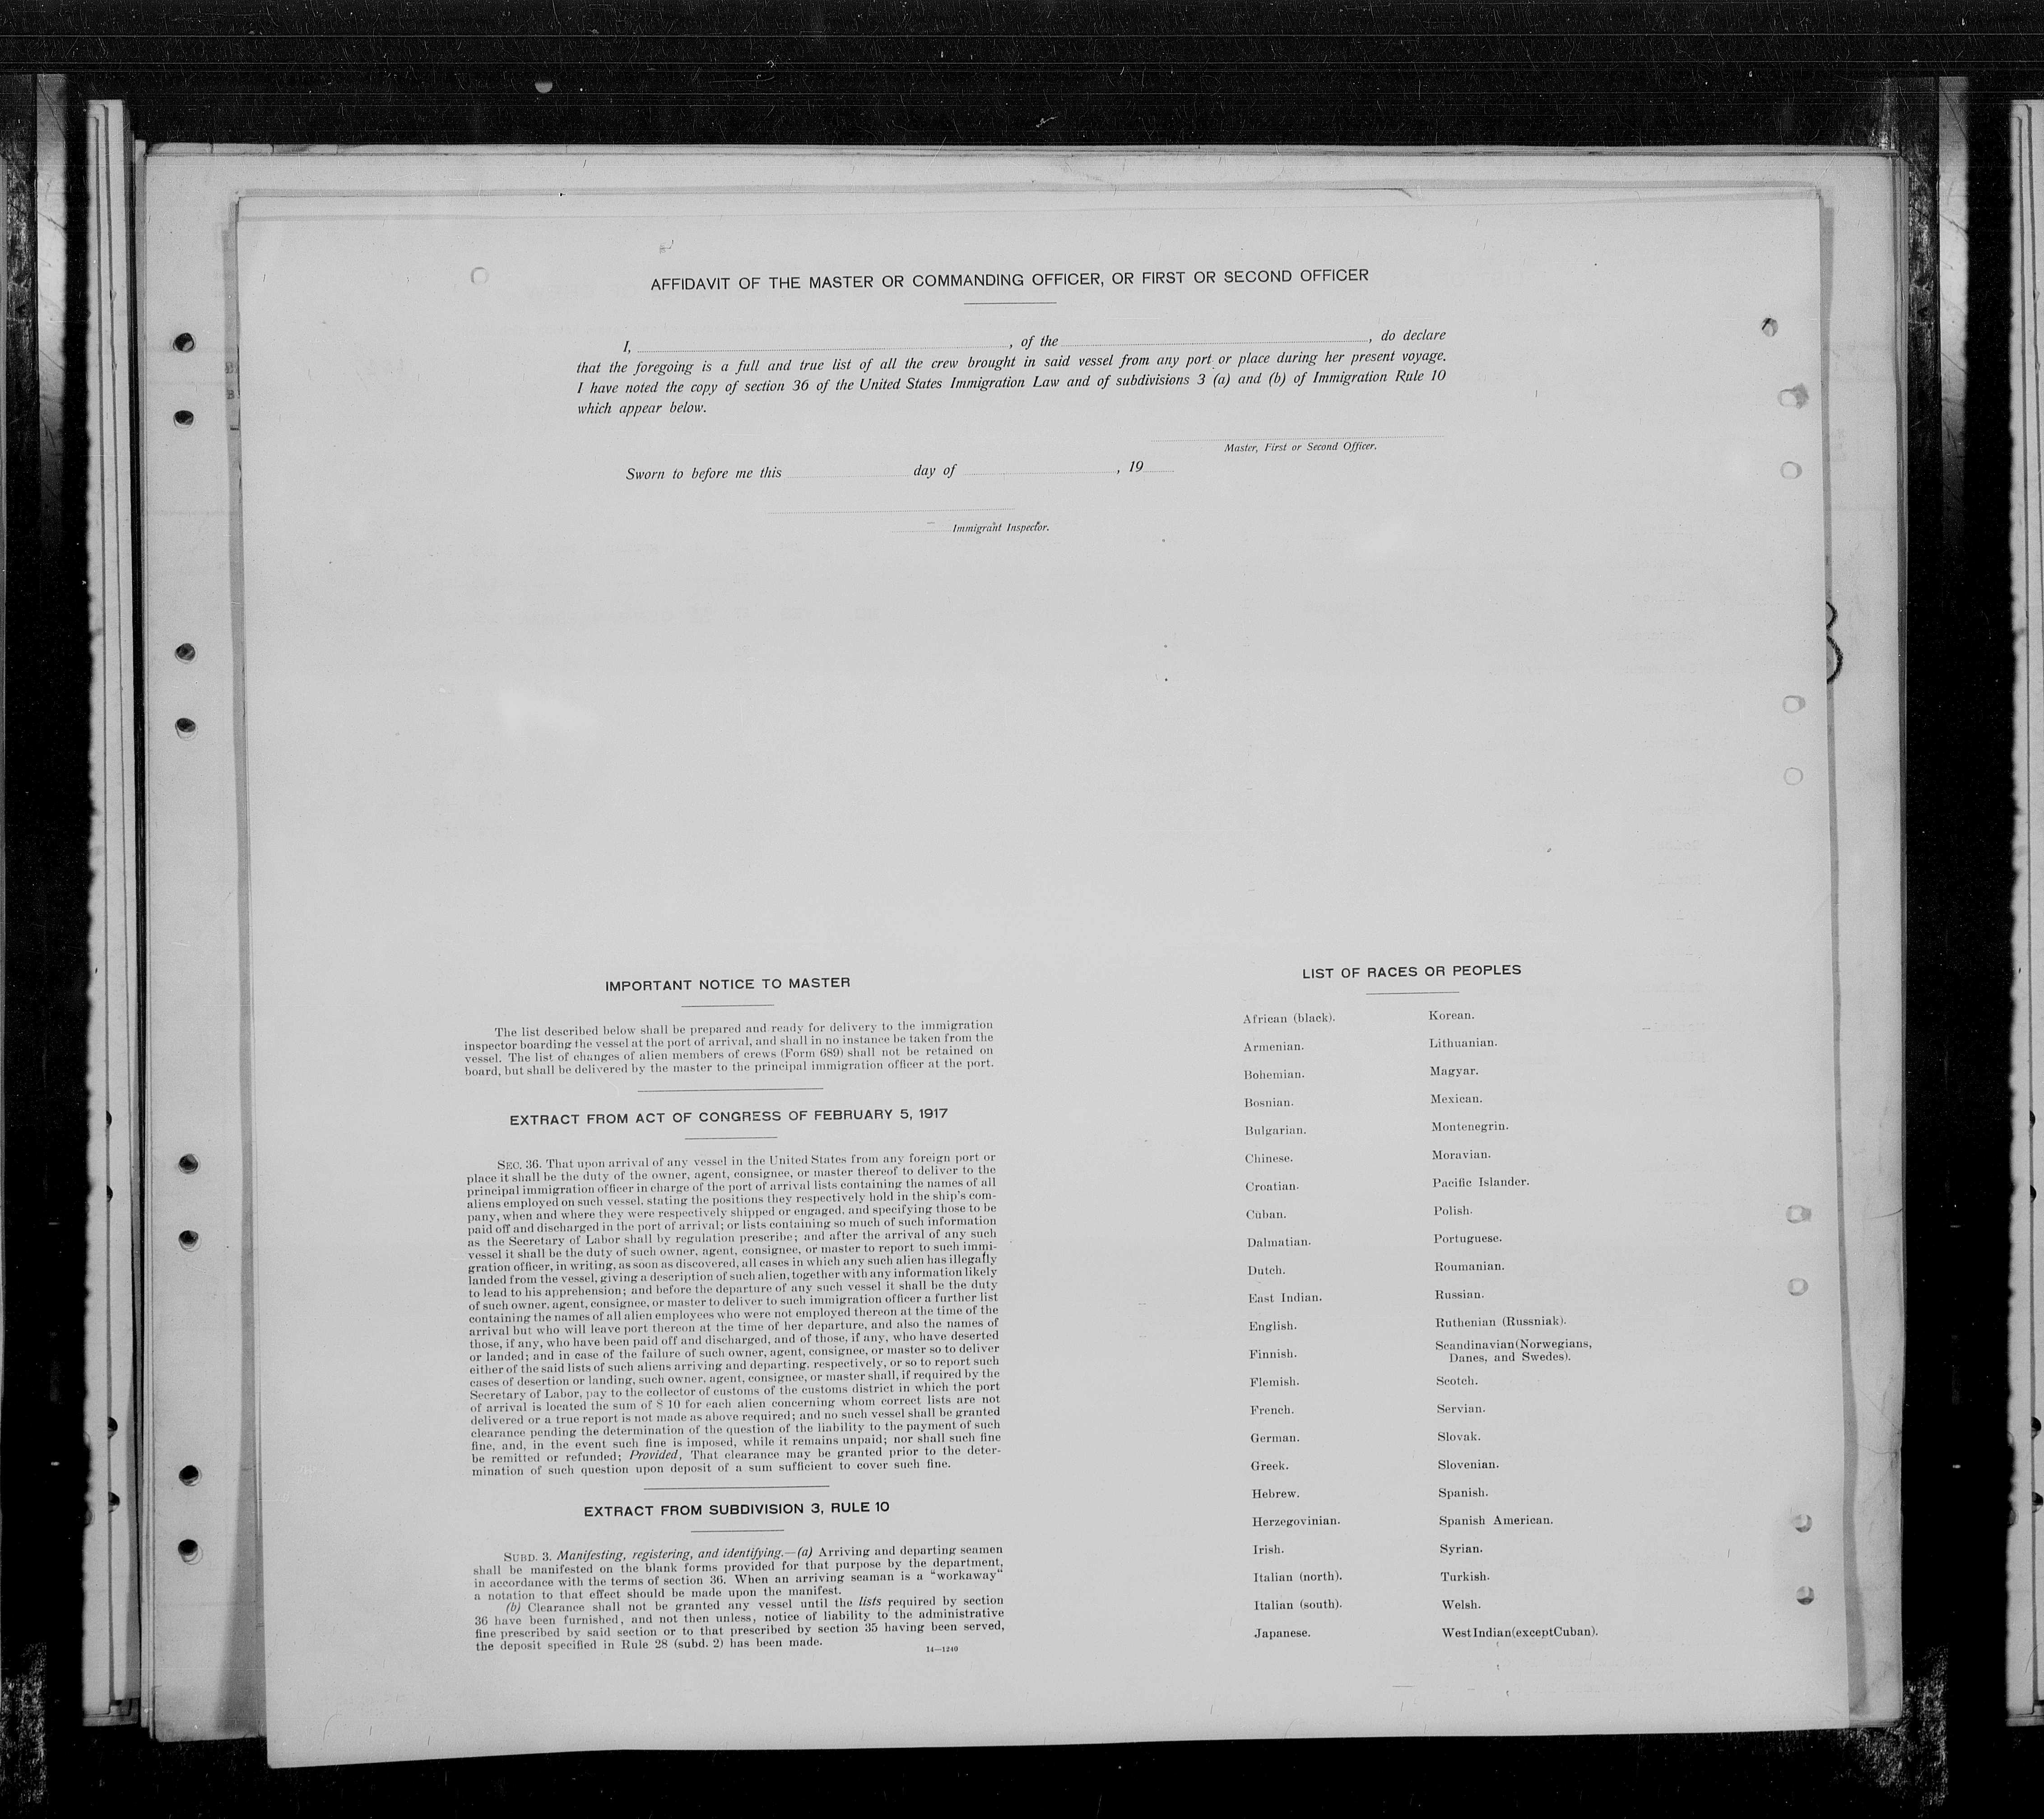 AFFIDAVIT OF THE MASTER OR COMMANDING OFFICER, OR FIRST OR SECOND OFFICER
I, , of the , do declare
that the foregoing is a full and true list of all the crew brought in said vessel from any port or place during her present voyage.
I have noted the copy of section 36 of the United States Immigration Law and of subdivisions 3 (a) and (b) of Immigration Rule 10
which appear below.
Master, First or Second Officer.
Sworn to before me this day of , 19
Immigrant Inspector.
IMPORTANT NOTICE TO MASTER
The list described below shall be prepared and ready for delivery to the immigration
inspector boarding the vessel at the port of arrival, and shall in no instance be taken from the
vessel. The list of changes of alien members of crews (Form 689) shall not be retained on
board, but shall be delivered by the master to the principal immigration officer at the port.
EXTRACT FROM ACT OF CONGRESS OF FEBRUARY 5, 1917
SEC. 36. That upon arrival of any vessel in the United States from any foreign port or
place it shall be the duty of the owner, agent, consignee, or master thereof to deliver to the
principal immigration officer in charge of the port of arrival lists containing the names of all
aliens employed on such vessel, stating the positions they respectively hold in the ship's com-
pany, when and where they were respectively shipped or engaged, and specifying those to be
paid off and discharged in the port of arrival; or lists containing so much of such information
as the Secretary of Labor shall by regulation prescribe; and after the arrival of any such
vessel it shall be the duty of such owner, agent, consignee, or master to report to such immi-
gration officer, in writing, as soon as discovered, all cases in which any such alien has illegally
landed from the vessel, giving a description of such alien, together with any information likely
to lead to his apprehension; and before the departure of any such vessel it shall be the duty
of such owner, agent, consignee, or master to deliver to such immigration officer a further list
containing the names of all alien employees who were not employed thereon at the time of the
arrival but who will leave port thereon at the time of her departure, and also the names of
those, if any, who have been paid off and discharged, and of those, if any, who have deserted
or landed; and in case of the failure of such owner, agent, consignee, or master so to deliver
either of the said lists of such aliens arriving and departing, respectively, or so to report such
cases of desertion or landing, such owner, agent, consignee, or master shall, if required by the
Secretary of Labor, pay to the collector of customs of the customs district in which the port
of arrival is located the sum of $ 10 for each alien concerning whom correct lists are not
delivered or a true report is not made as above required; and no such vessel shall be granted
clearance pending the determination of the question of the liability to the payment of such
fine, and, in the event such fine is imposed, while it remains unpaid; nor shall such fine
be remitted or refunded; Provided, That clearance may be granted prior to the deter-
mination of such question upon deposit of a sum sufficient to cover such fine.
EXTRACT FROM SUBDIVISION 3, RULE 10
SUBD. 3. Manifesting, registering, and identifying.—(a) Arriving and departing seamen
shall be manifested on the blank forms provided for that purpose by the department,
in accordance with the terms of section 36. When an arriving seaman is a “workaway“
a notation to that effect should be made upon the manifest.
(b) Clearance shall not be granted any vessel until the lists required by section
36 have been furnished, and not then unless, notice of liability to the administrative
fine prescribed by said section or to that prescribed by section 35 having been served,
the deposit specified in Rule 28 (subd. 2) has been made.
14—1240
LIST OF RACES OR PEOPLES
African (black).
Armenian.
Bohemian.
Bosnian.
Bulgarian.
Chinese.
Croatian.
Cuban.
Dalmatian.
Dutch.
East Indian.
English.
Finnish.
Flemish.
French.
German.
Greek.
Hebrew.
Herzegovinian.
Irish.
Italian (north).
Italian (south).
Japanese.
Korean.
Lithuanian.
Magyar.
Mexican.
Montenegrin.
Moravian.
Pacific Islander.
Polish.
Portuguese.
Roumanian.
Russian.
Ruthenian (Russniak).
Scandinavian (Norwegians,
Danes, and Swedes).
Scotch.
Servian.
Slovak.
Slovenian.
Spanish.
Spanish American.
Syrian.
Turkish.
Welsh.
West Indian (except Cuban).